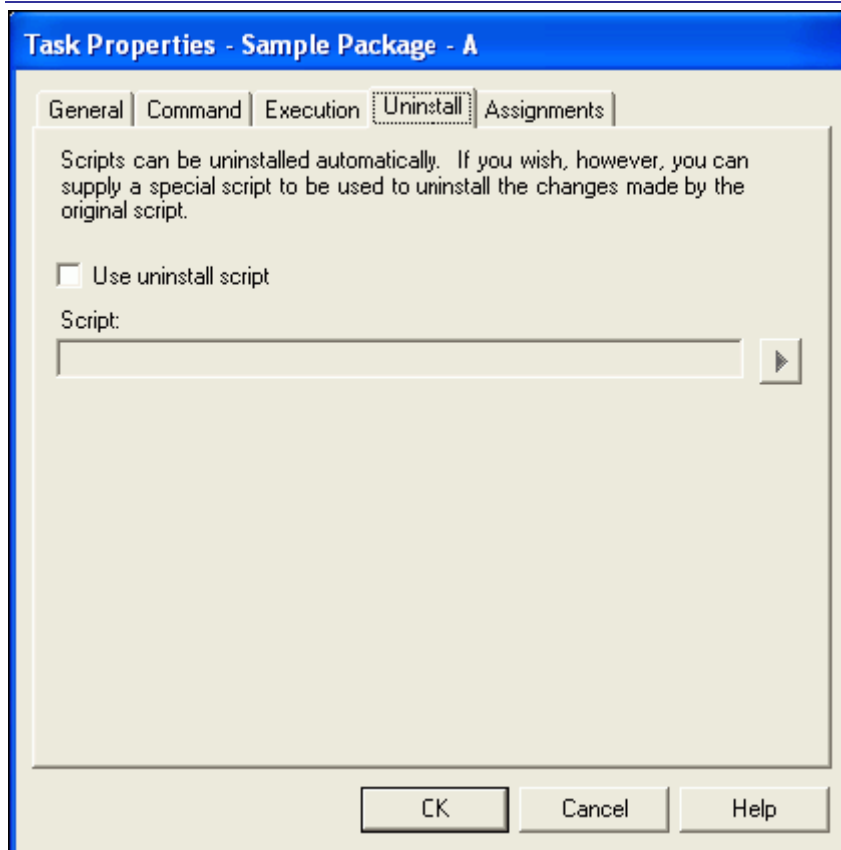 Task Properties - Sample Package - A
General Command Execution Uninstall Assignments
Scripts can be uninstalled automatically. If you wish, however, you can
supply a special script to be used to uninstall the changes made by the
original script.
Use uninstall script
Script:
CK Cancel Help